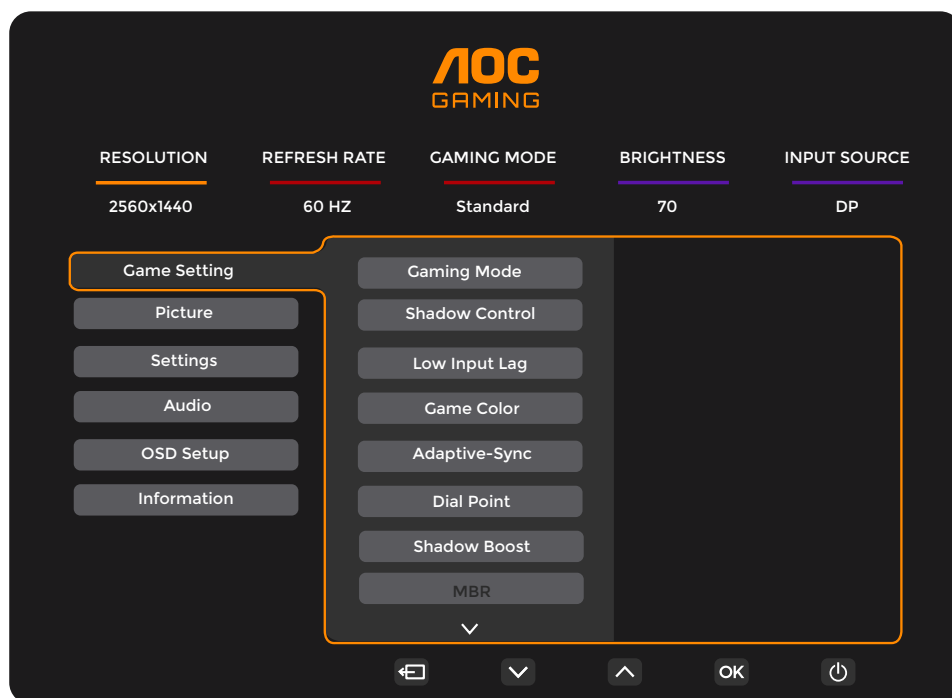 AOC
GAMING
RESOLUTION REFRESH RATE GAMING MODE BRIGHTNESS INPUT SOURCE
2560x1440 60 HZ Standard 70 DP
Game Setting Gaming Mode
Picture Shadow Control
Settings Low Input Lag
Audio Game Color
OSD Setup Adaptive-Sync
Information Dial Point
Shadow Boost
MBR
OK